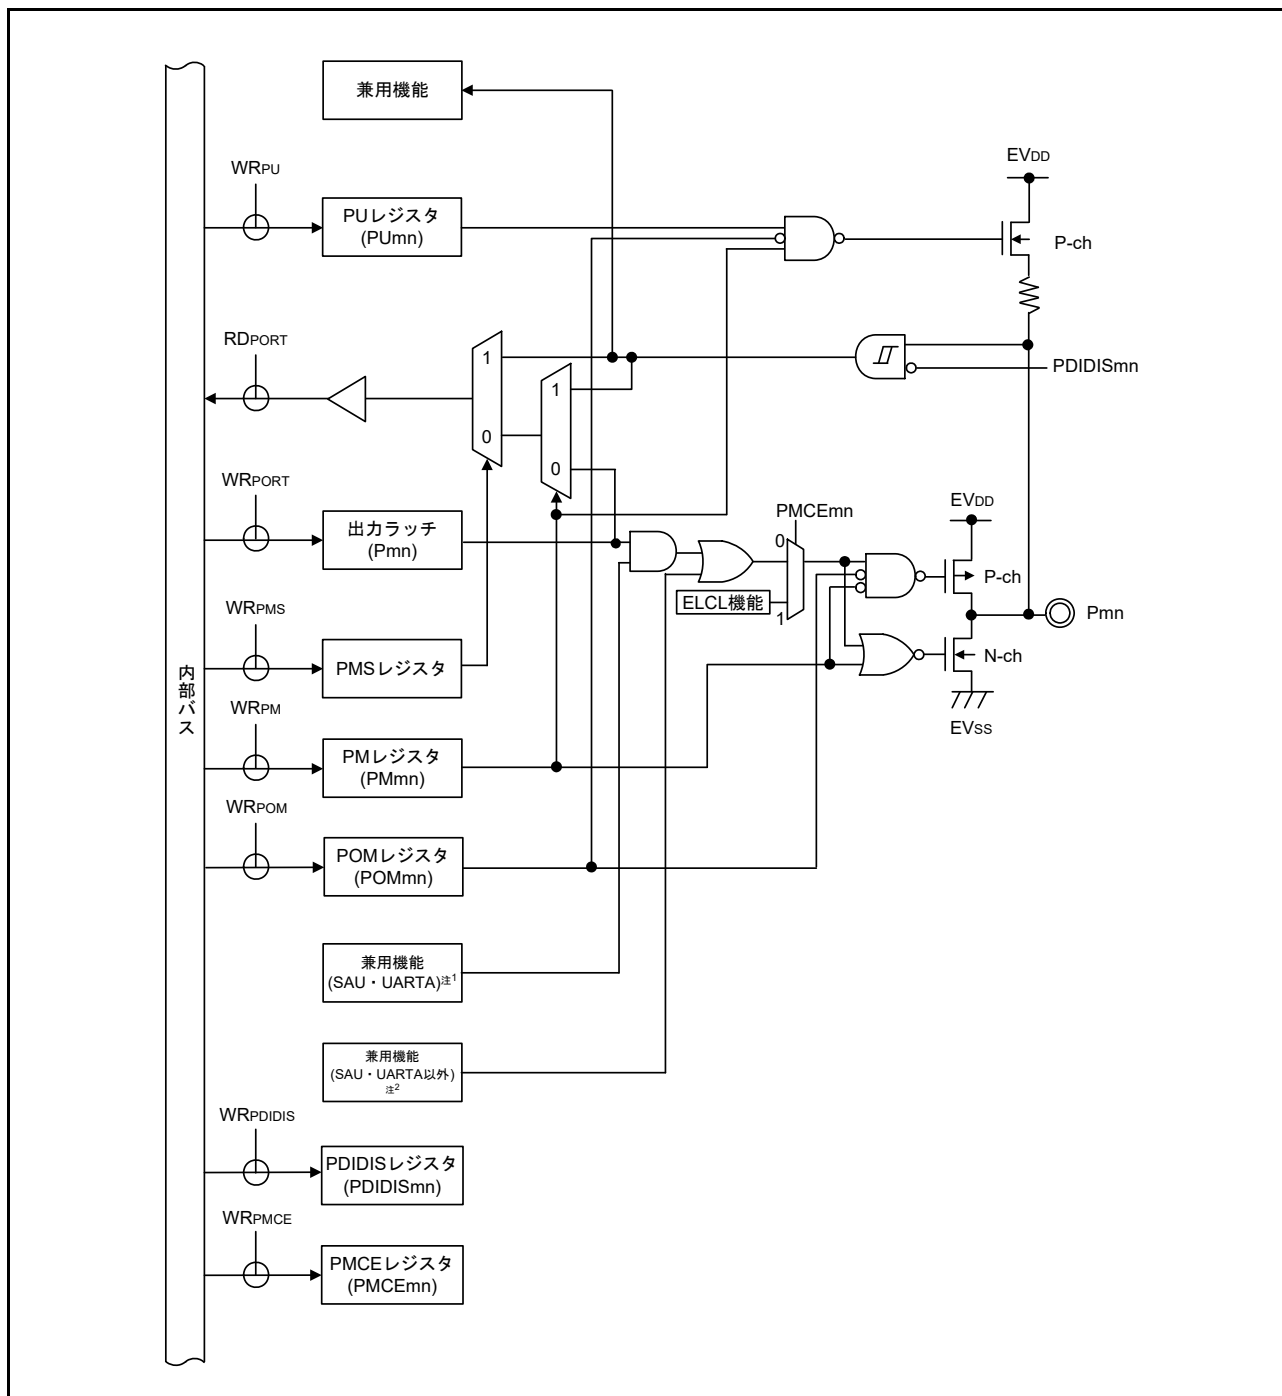 兼用機能
WRPU
PUレジスタ
(PUmn)
EVDD
P-ch
RDPORT
1
0
1
0
PDIDISmn
WRPORT
出力ラッチ
(Pmn)
PMCEmn
0
1
ELCL機能
EVDD
P-ch
Pmn
N-ch
EVSS
WRPMS
PMSレジスタ
内部バス
WRPM
PMレジスタ
(PMmn)
WRPOM
POMレジスタ
(POMmn)
兼用機能
(SAU・UARTA)注1
兼用機能
(SAU・UARTA以外)
注2
WRPDIDIS
PDIDISレジスタ
(PDIDISmn)
WRPMCE
PMCEレジスタ
(PMCEmn)